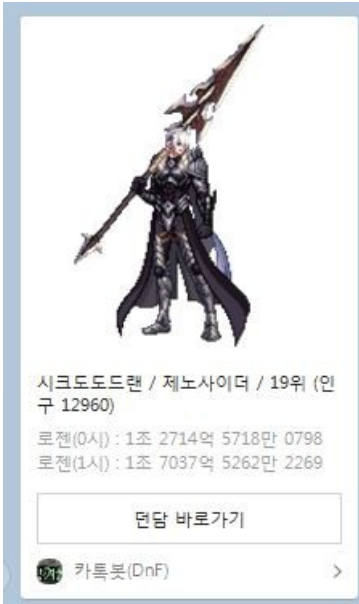 시크도도드랜 / 제노사이더 / 19위 (인
구 12960)
로젠(0시) : 1조 2714억 5718만 0798
로젠(1시) : 1조 7037억 5262만 2269
던담 바로가기
카톡봇(DnF)